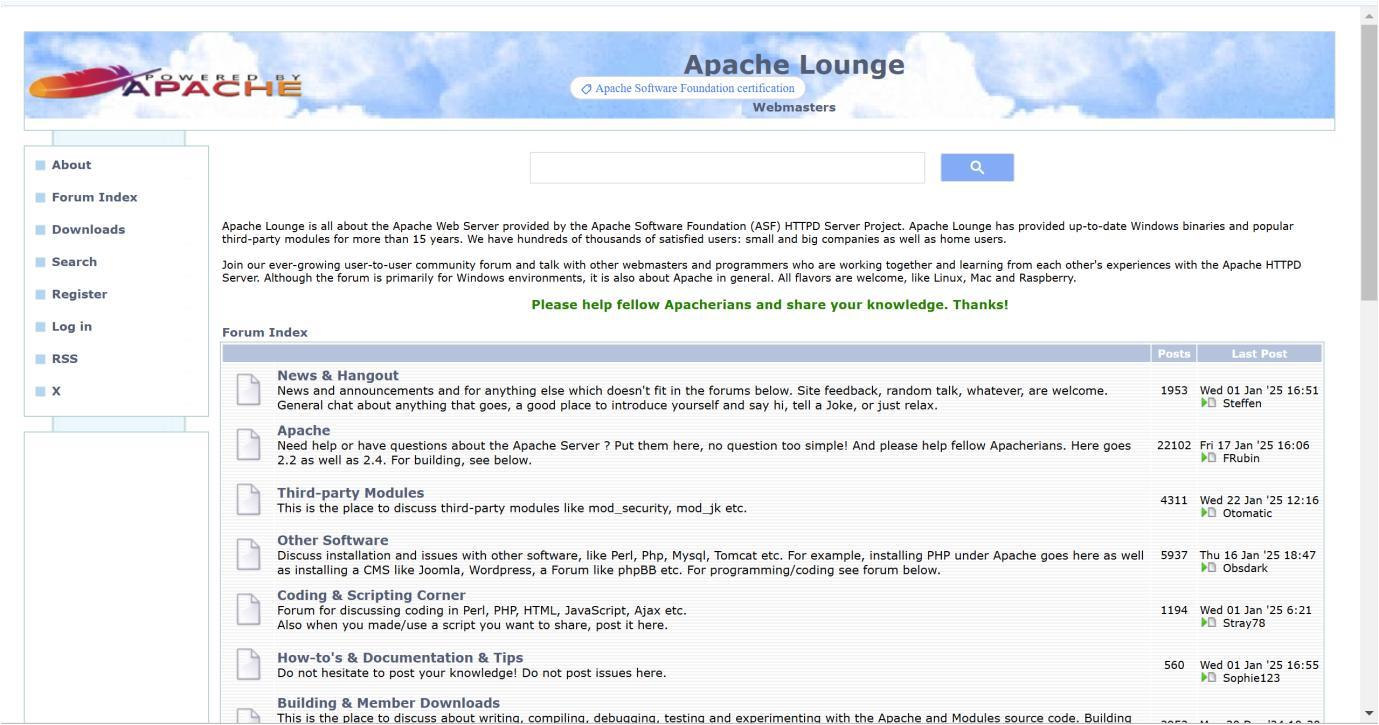 POWERED BY
APACHE
Apache Lounge
Apache Software Foundation certification
Webmasters
About
Forum Index
Downloads
Search
Register
Log in
RSS
X
Apache Lounge is all about the Apache Web Server provided by the Apache Software Foundation (ASF) HTTPD Server Project. Apache Lounge has provided up-to-date Windows binaries and popular
third-party modules for more than 15 years. We have hundreds of thousands of satisfied users: small and big companies as well as home users.
Join our ever-growing user-to-user community forum and talk with other webmasters and programmers who are working together and learning from each other's experiences with the Apache HTTPD
Server. Although the forum is primarily for Windows environments, it is also about Apache in general. All flavors are welcome, like Linux, Mac and Raspberry.
Please help fellow Apacherians and share your knowledge. Thanks!
Forum Index
Posts Last Post
News & Hangout
News and announcements and for anything else which doesn't fit in the forums below. Site feedback, random talk, whatever, are welcome.
General chat about anything that goes, a good place to introduce yourself and say hi, tell a Joke, or just relax.
1953 Wed 01 Jan '25 16:51
Steffen
Apache
Need help or have questions about the Apache Server ? Put them here, no question too simple! And please help fellow Apacherians. Here goes
2.2 as well as 2.4. For building, see below.
22102 Fri 17 Jan '25 16:06
FRubin
Third-party Modules
This is the place to discuss third-party modules like mod_security, mod_jk etc.
4311 Wed 22 Jan '25 12:16
Otomatic
Other Software
Discuss installation and issues with other software, like Perl, Php, Mysql, Tomcat etc. For example, installing PHP under Apache goes here as well
as installing a CMS like Joomla, Wordpress, a Forum like phpBB etc. For programming/coding see forum below.
5937 Thu 16 Jan '25 18:47
Obsdark
Coding & Scripting Corner
Forum for discussing coding in Perl, PHP, HTML, JavaScript, Ajax etc.
Also when you made/use a script you want to share, post it here.
1194 Wed 01 Jan '25 6:21
Stray78
How-to's & Documentation & Tips
Do not hesitate to post your knowledge! Do not post issues here.
560 Wed 01 Jan '25 16:55
Sophie123
Building & Member Downloads
This is the place to discuss about writing, compiling, debugging, testing and experimenting with the Apache and Modules source code. Building